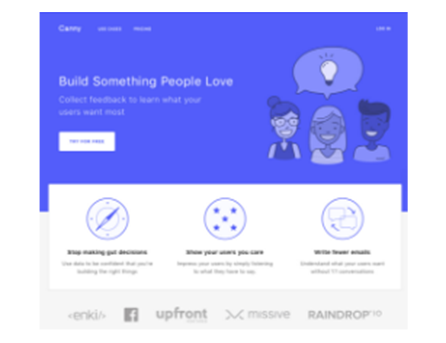 Canny USE CASES PRICING LOG IN
Build Something People Love
Collect feedback to learn what your
users want most
TRY FOR FREE
Stop making gut decisions
Use data to be confident that you're
building the right things
Show your users you care
Impress your users by simply listening
to what they have to say
Write fewer emails
Understand what your users want
without 1:1 conversations
<enki/>
upfront
missive
RAINDROP.IO